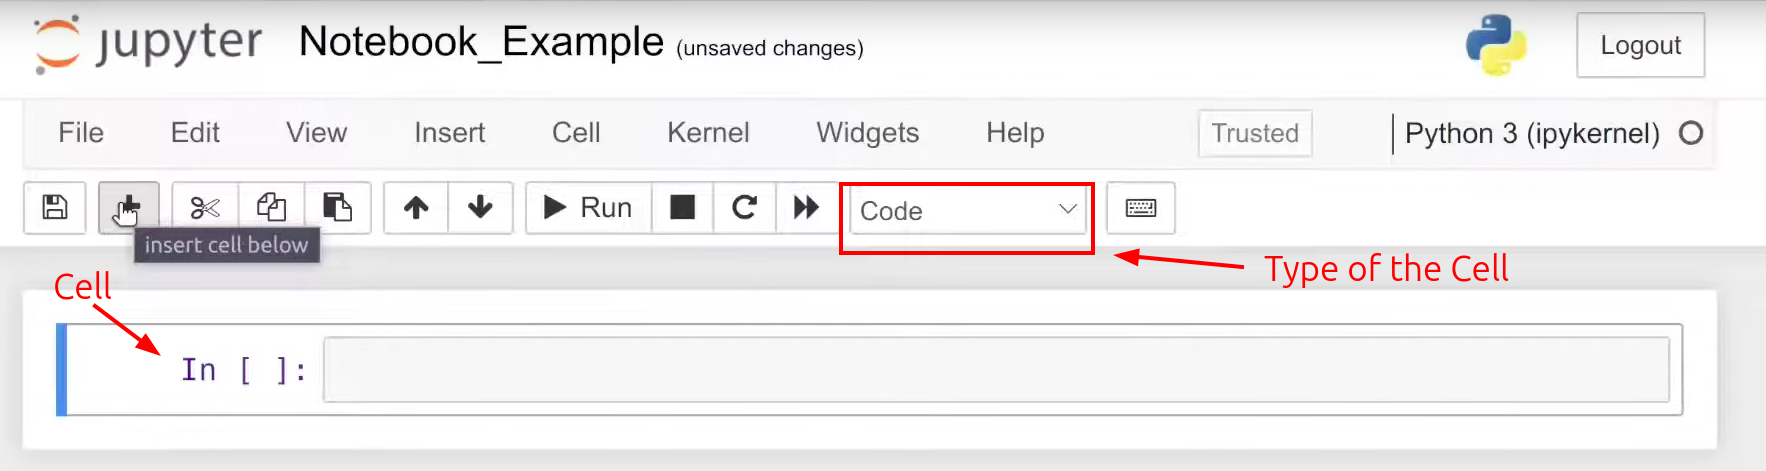 jupyter Notebook_Example (unsaved changes) Logout
File Edit View Insert Cell Kernel Widgets Help Trusted Python 3 (ipykernel)
Run Code
insert cell below
Type of the Cell
Cell
In [ ]: